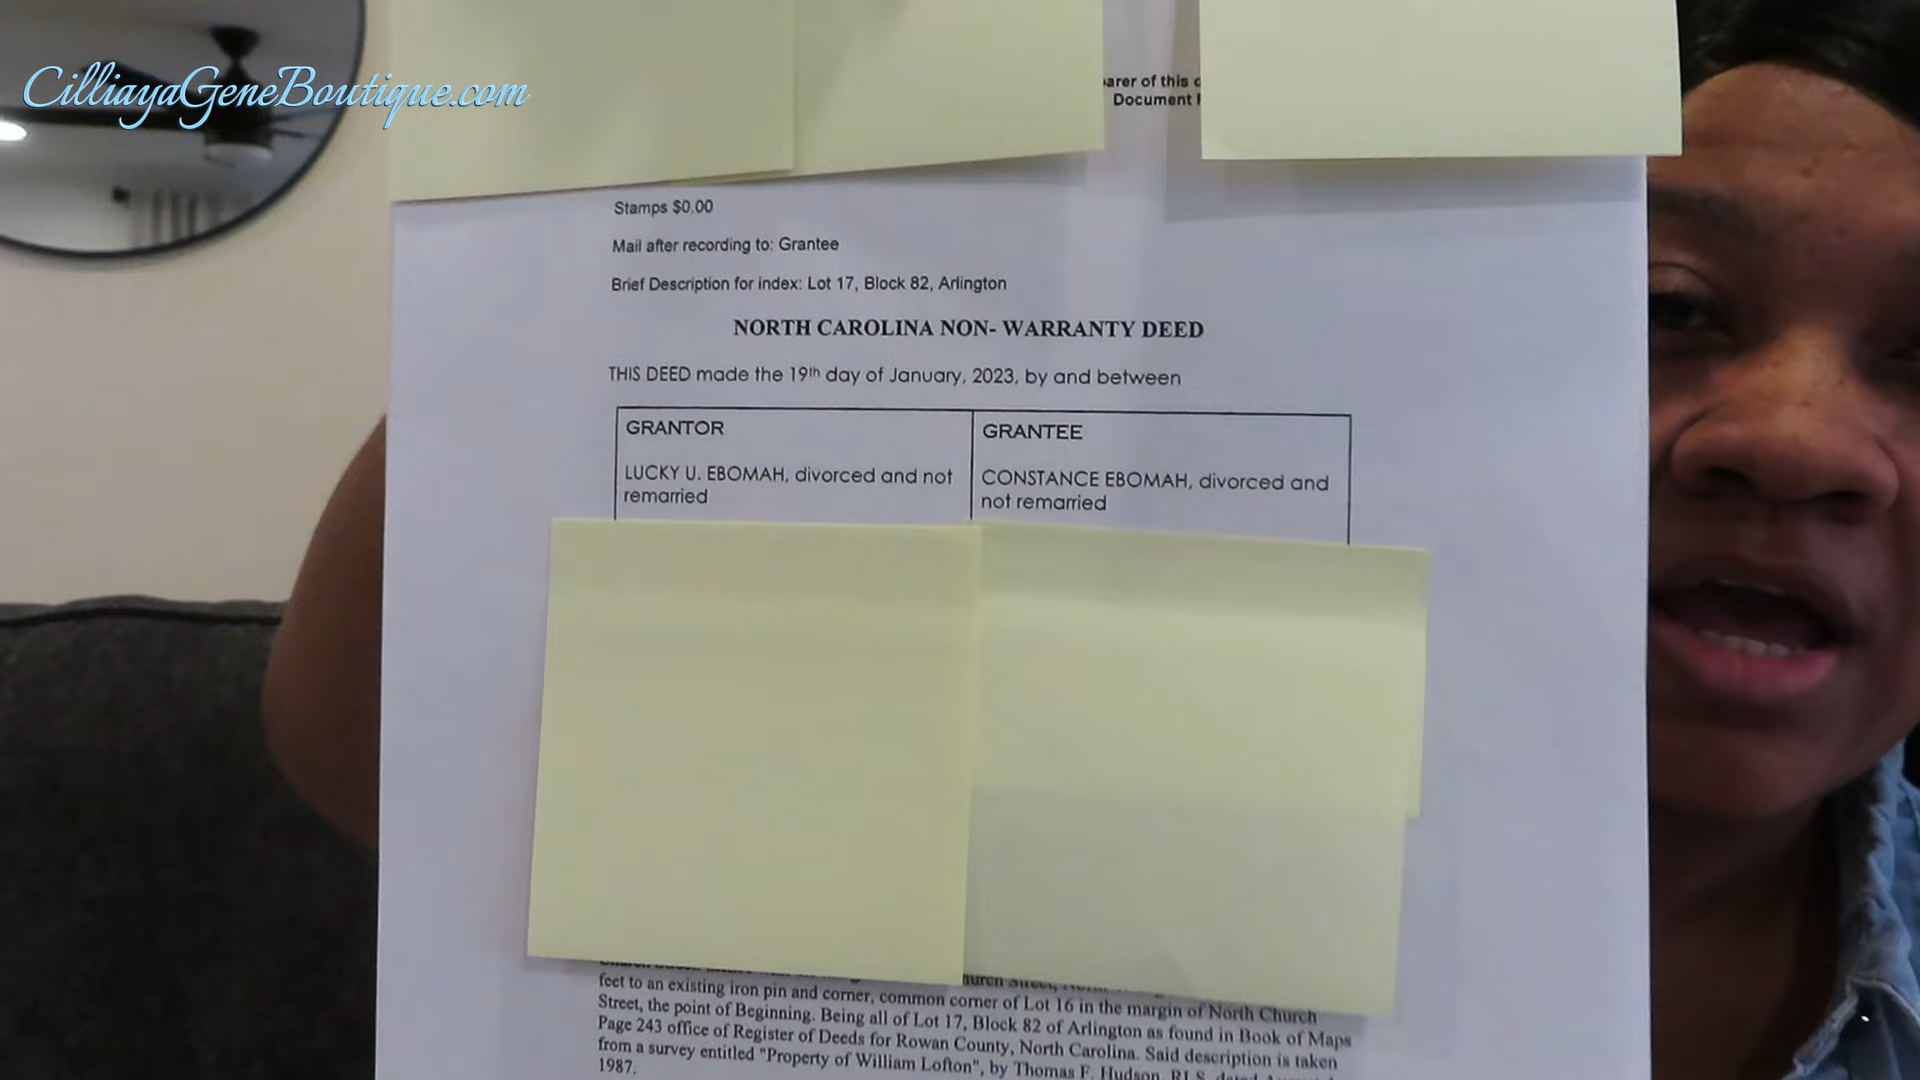 CilliayaGeneBoutique.com
arer of this
Document
Stamps $0.00
Mail after recording to: Grantee
Brief Description for index: Lot 17, Block 82, Arlington
NORTH CAROLINA NON- WARRANTY DEED
THIS DEED made the 19th day of January, 2023, by and between
GRANTOR
LUCKY U. EBOMAH, divorced and not
remarried
GRANTEE
CONSTANCE EBOMAH, divorced and
not remarried
feet to an existing iron pin and corner, common corner of Lot 16 in the margin of North Church
Street, the point of Beginning. Being all of Lot 17, Block 82 of Arlington as found in Book of Maps
Page 243 office of Register of Deeds for Rowan County, North Carolina. Said description is taken
from a survey entitled "Property of William Lofton", by Thomas F. Hudson, RLS, dated
1987.